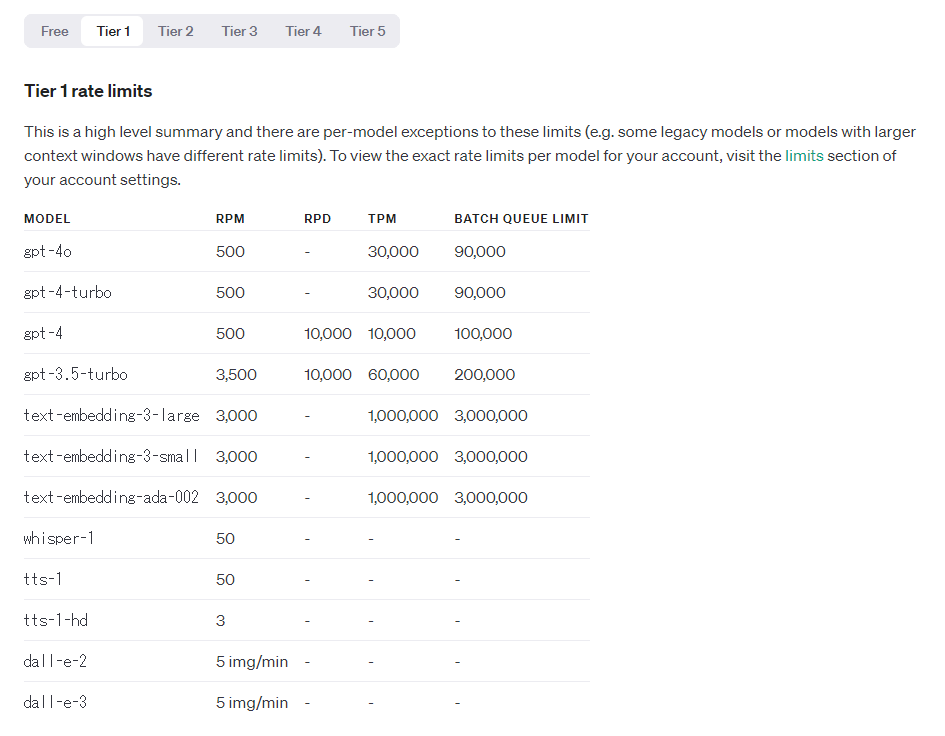 Free Tier 1 Tier 2 Tier 3 Tier 4 Tier 5
Tier 1 rate limits
This is a high level summary and there are per-model exceptions to these limits (e.g. some legacy models or models with larger
context windows have different rate limits). To view the exact rate limits per model for your account, visit the limits section of
your account settings.
MODEL RPM RPD TPM BATCH QUEUE LIMIT
gpt-4o 500 - 30,000 90,000
gpt-4-turbo 500 - 30,000 90,000
gpt-4 500 10,000 10,000 100,000
gpt-3.5-turbo 3,500 10,000 60,000 200,000
text-embedding-3-large 3,000 - 1,000,000 3,000,000
text-embedding-3-small 3,000 - 1,000,000 3,000,000
text-embedding-ada-002 3,000 - 1,000,000 3,000,000
whisper-1 50 - - -
tts-1 50 - - -
tts-1-hd 3 - - -
dall-e-2 5 img/min - - -
dall-e-3 5 img/min - - -